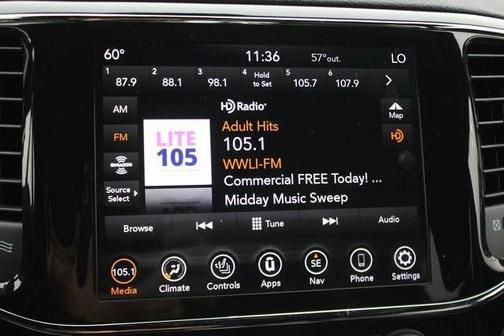 60° 11:36 57°out. LO
1 87.9 2 88.1 3 98.1 4 Hold to Set 5 105.7 6 107.9
AM
FM
SiriusXM
Source Select
LITE
105
HD Radio
Adult Hits
105.1
WWLI-FM
Commercial FREE Today! ...
Midday Music Sweep
Map
HD
Browse Tune Audio
105.1 SE
Media Climate Controls Apps Nav Phone Settings